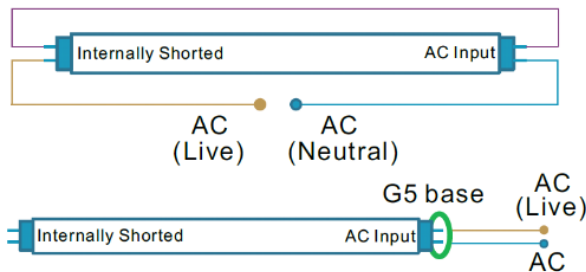 Internally Shorted
AC Input
AC
(Live)
AC
(Neutral)
G5 base
AC
(Live)
Internally Shorted
AC Input
AC